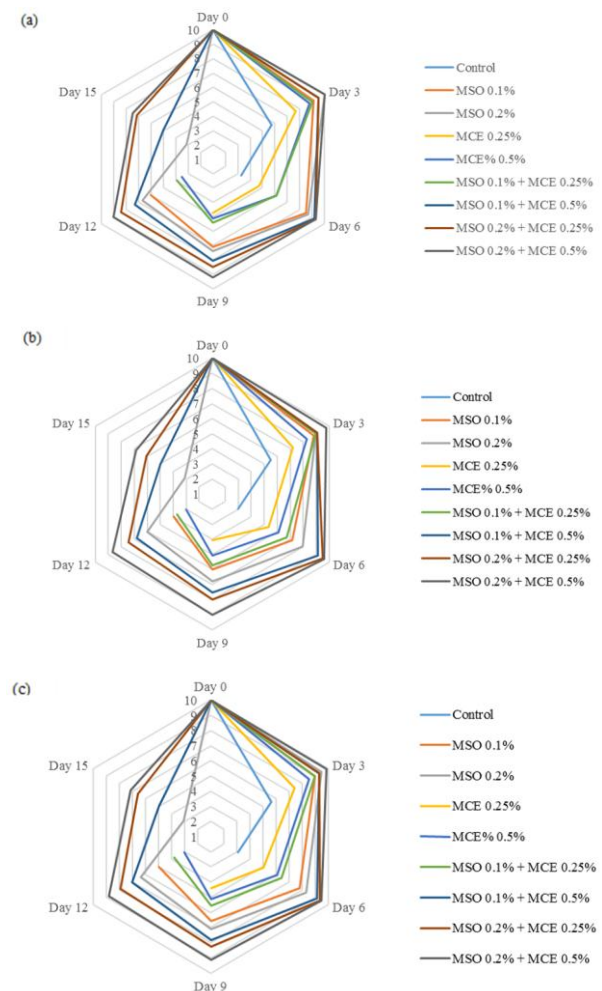 (a)
Day 0
10
9
8
7
6
5
4
3
2
1
Day 3
Day 6
Day 9
Day 12
Day 15
Control
MSO 0.1%
MSO 0.2%
MCE 0.25%
MCE% 0.5%
MSO 0.1% + MCE 0.25%
MSO 0.1% + MCE 0.5%
MSO 0.2% + MCE 0.25%
MSO 0.2% + MCE 0.5%
(b)
Day 0
10
9
8
7
6
5
4
3
2
1
Day 3
Day 6
Day 9
Day 12
Day 15
Control
MSO 0.1%
MSO 0.2%
MCE 0.25%
MCE% 0.5%
MSO 0.1% + MCE 0.25%
MSO 0.1% + MCE 0.5%
MSO 0.2% + MCE 0.25%
MSO 0.2% + MCE 0.5%
(c)
Day 0
10
9
8
7
6
5
4
3
2
1
Day 3
Day 6
Day 9
Day 12
Day 15
Control
MSO 0.1%
MSO 0.2%
MCE 0.25%
MCE% 0.5%
MSO 0.1% + MCE 0.25%
MSO 0.1% + MCE 0.5%
MSO 0.2% + MCE 0.25%
MSO 0.2% + MCE 0.5%